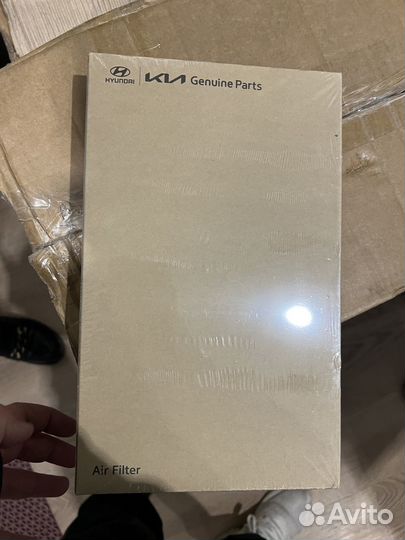 HYUNDAI KIA Genuine Parts
Air Filter
Avito